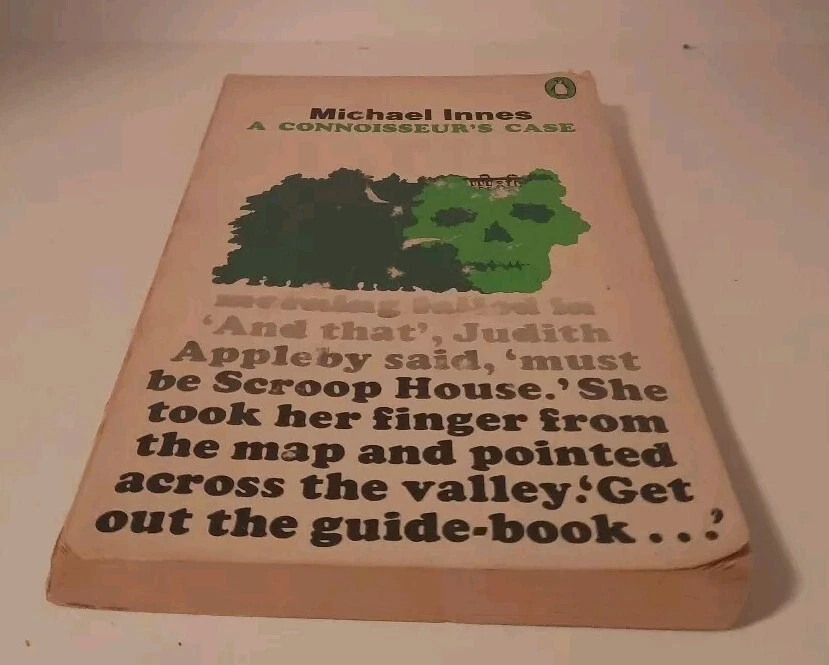 Michael Innes
A CONNOISSEUR'S CASE
'And that', Judith
Appleby said, 'must
be Scroop House.' She
took her finger from
the map and pointed
across the valley.'Get
out the guide-book...'